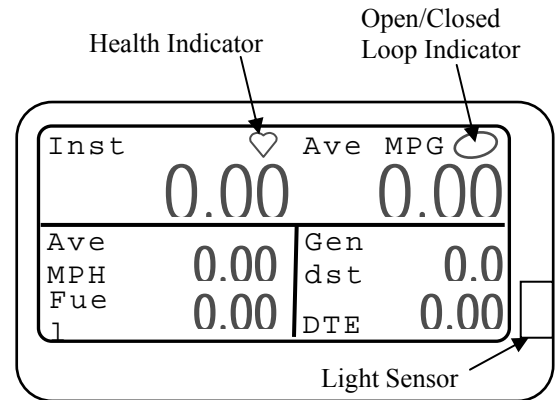 Open/Closed
Health Indicator
Loop Indicator
Inst Ave MPG
0.00 0.00
Ave
MPH 0.00
Gen
dst 0.0
Fue
l 0.00
DTE 0.00
Light Sensor